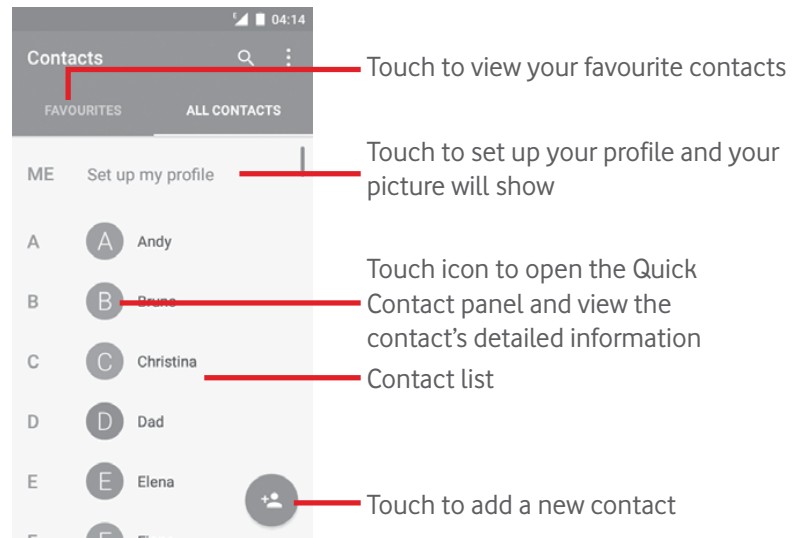 04:14
Contacts
FAVOURITES ALL CONTACTS
ME Set up my profile
A A Andy
B B Bruno
C C Christina
D D Dad
E E Elena
Touch to view your favourite contacts
Touch to set up your profile and your
picture will show
Touch icon to open the Quick
Contact panel and view the
contact's detailed information
Contact list
Touch to add a new contact